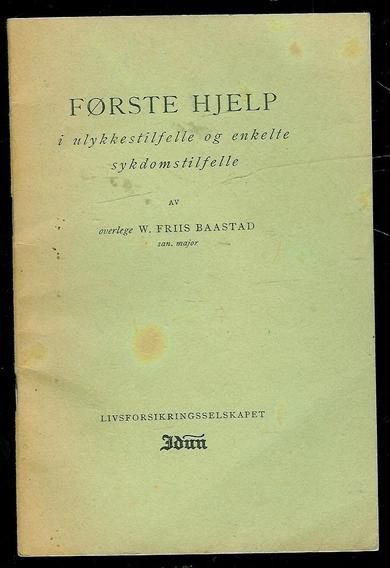 FØRSTE HJELP
i ulykkestilfelle og enkelte
sykdomstilfelle
AV
overlege W. FRIIS BAASTAD
san. major
LIVSFORSIKRINGSSELSKAPET
Idun